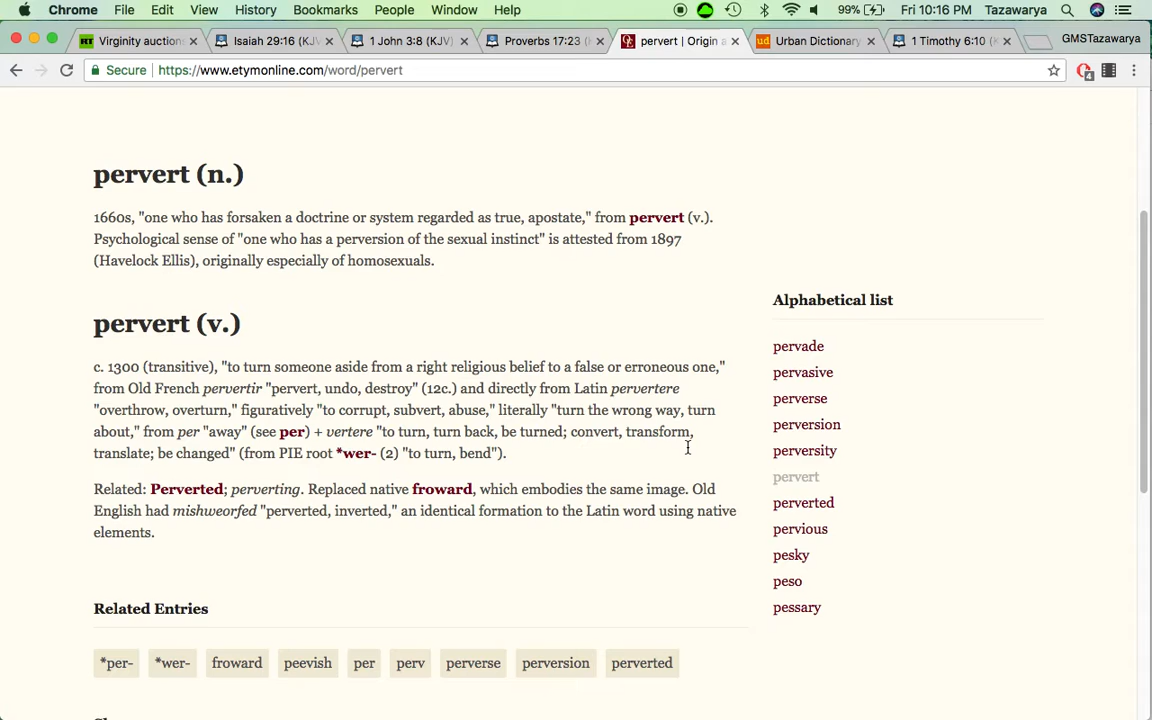 Chrome File Edit View History Bookmarks People Window Help 99% Fri 10:16 PM Tazawarya
RT Virginity auction: Isaiah 29:16 (KJV) 1 John 3:8 (KJV) Proverbs 17:23 (K pervert | Origin a ud Urban Dictionary 1 Timothy 6:10 (K GMSTazawarya
Secure https://www.etymonline.com/word/pervert 4
pervert (n.)
1660s, "one who has forsaken a doctrine or system regarded as true, apostate," from pervert (v.).
Psychological sense of "one who has a perversion of the sexual instinct" is attested from 1897
(Havelock Ellis), originally especially of homosexuals.
Alphabetical list
pervert (v.)
pervade
c. 1300 (transitive), "to turn someone aside from a right religious belief to a false or erroneous one,"
from Old French pervertir "pervert, undo, destroy" (12c.) and directly from Latin pervertere
"overthrow, overturn," figuratively "to corrupt, subvert, abuse," literally "turn the wrong way, turn
about," from per "away" (see per) + vertere "to turn, turn back, be turned; convert, transform,
translate; be changed" (from PIE root *wer- (2) "to turn, bend").
Related: Perverted; perverting. Replaced native froward, which embodies the same image. Old
English had mishweorfed "perverted, inverted," an identical formation to the Latin word using native
elements.
pervasive
perverse
perversion
perversity
pervert
perverted
pervious
pesky
peso
pessary
Related Entries
*per- *wer- froward peevish per perv perverse perversion perverted